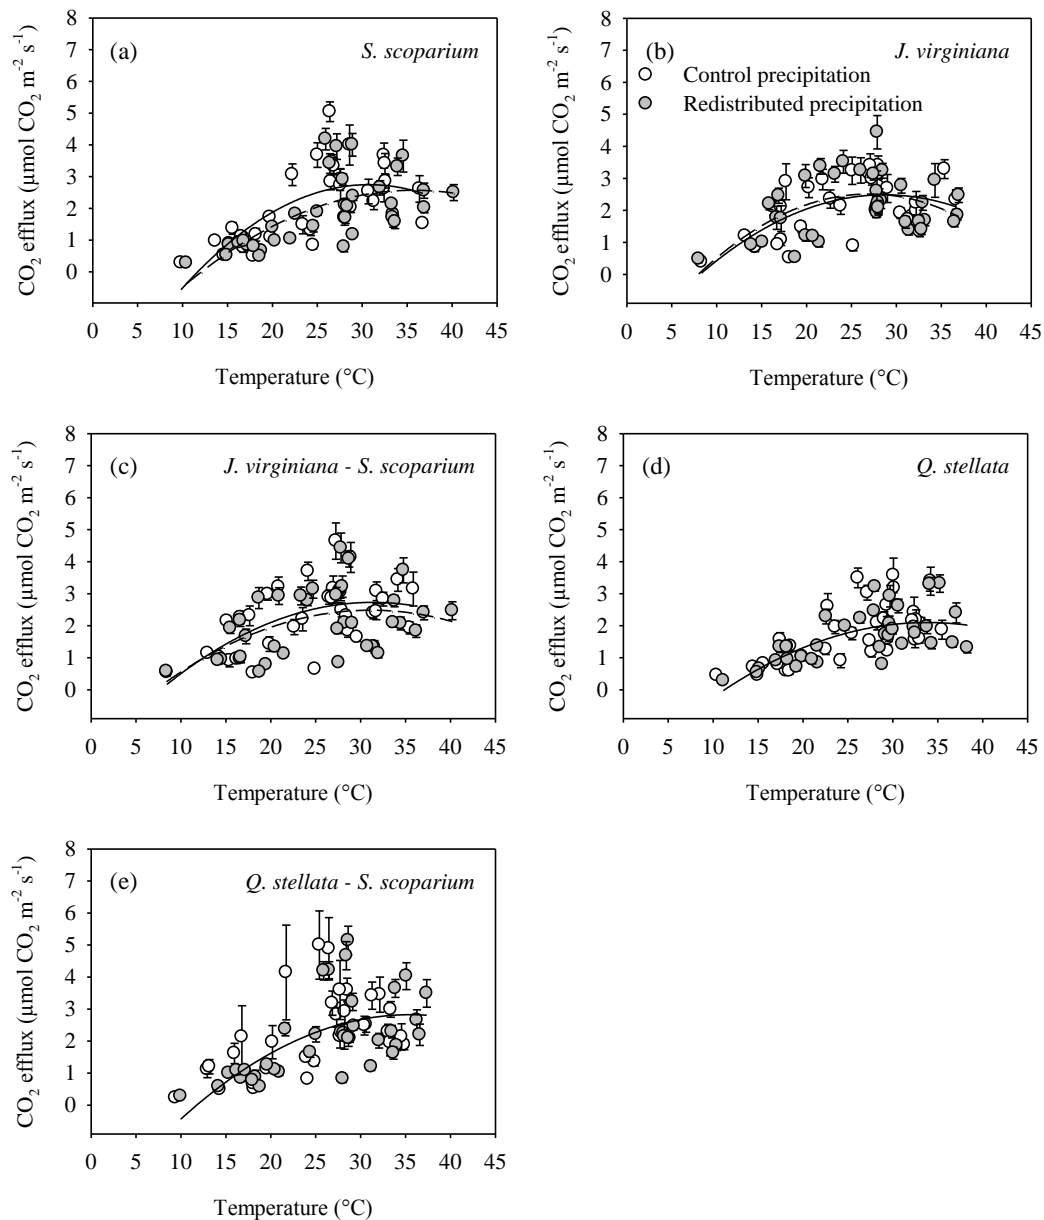 (a) S. scoparium
CO2 efflux (μmol CO2 m-2 s-1)
8
7
6
5
4
3
2
1
0
0 5 10 15 20 25 30 35 40 45
Temperature (°C)
(b) J. virginiana
Control precipitation
Redistributed precipitation
CO2 efflux (μmol CO2 m-2 s-1)
8
7
6
5
4
3
2
1
0
0 5 10 15 20 25 30 35 40 45
Temperature (°C)
(c) J. virginiana - S. scoparium
CO2 efflux (μmol CO2 m-2 s-1)
8
7
6
5
4
3
2
1
0
0 5 10 15 20 25 30 35 40 45
Temperature (°C)
(d) Q. stellata
CO2 efflux (μmol CO2 m-2 s-1)
8
7
6
5
4
3
2
1
0
0 5 10 15 20 25 30 35 40 45
Temperature (°C)
(e) Q. stellata - S. scoparium
CO2 efflux (μmol CO2 m-2 s-1)
8
7
6
5
4
3
2
1
0
0 5 10 15 20 25 30 35 40 45
Temperature (°C)